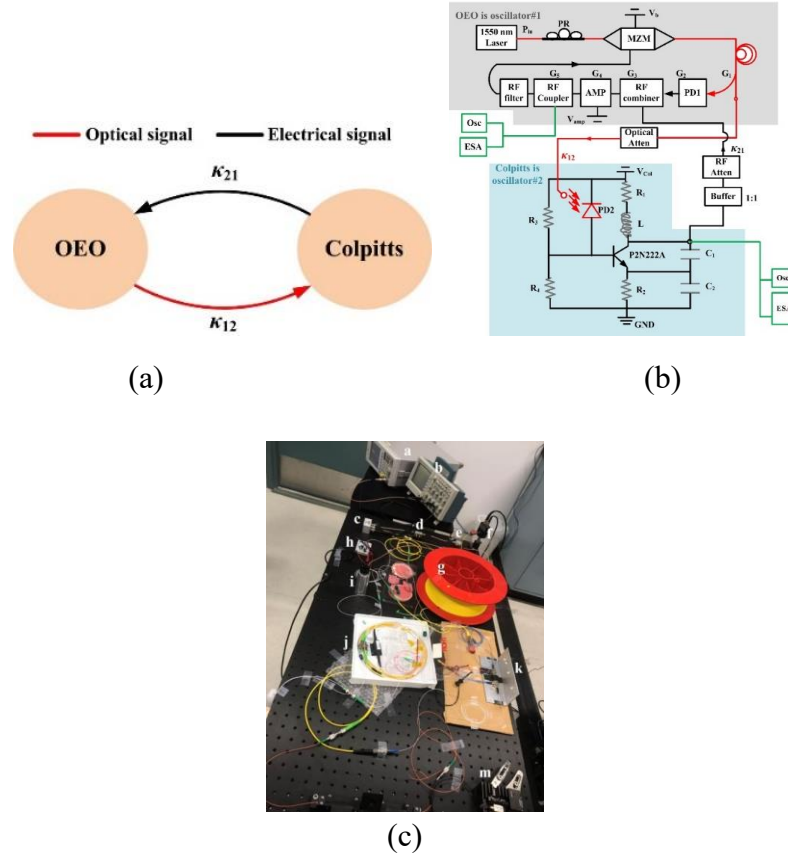 Optical signal
Electrical signal
κ21
OEO
Colpitts
κ12
(a)
OEO is oscillator#1
Vb
1550 nm
Laser
Pin
PR
MZM
G5
G4
G3
G2
G1
RF
filter
RF
Coupler
AMP
RF
combiner
PD1
Osc
ESA
Vamp
Optical
Atten
κ12
κ21
RF
Atten
Buffer
1:1
Colpitts is
oscillator#2
VCol
R1
PD2
L
R3
P2N222A
C1
R4
R2
C2
GND
Osc
ESA
(b)
a
b
c
d
e
h
g
i
j
k
m
(c)